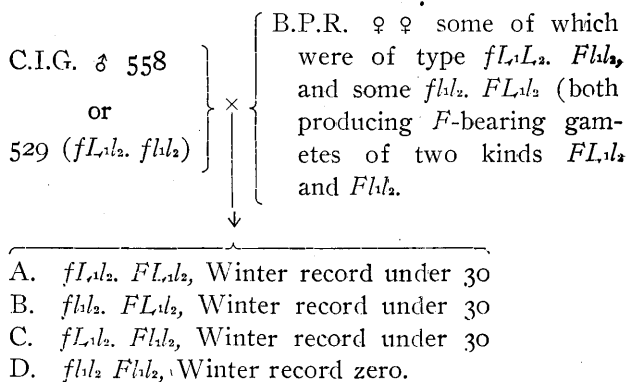 C.I.G. ♂ 558
or
529 (fL₁l₂. fl₁l₂)
×
B.P.R. ♀ ♀ some of which
were of type fL₁L₂. Fl₁l₂,
and some fl₁l₂. FL₁l₂ (both
producing F-bearing gam-
etes of two kinds FL₁l₂
and Fl₁l₂.
A. fL₁l₂. FL₁l₂, Winter record under 30
B. fl₁l₂. FL₁l₂, Winter record under 30
C. fL₁l₂. Fl₁l₂, Winter record under 30
D. fl₁l₂ Fl₁l₂, Winter record zero.